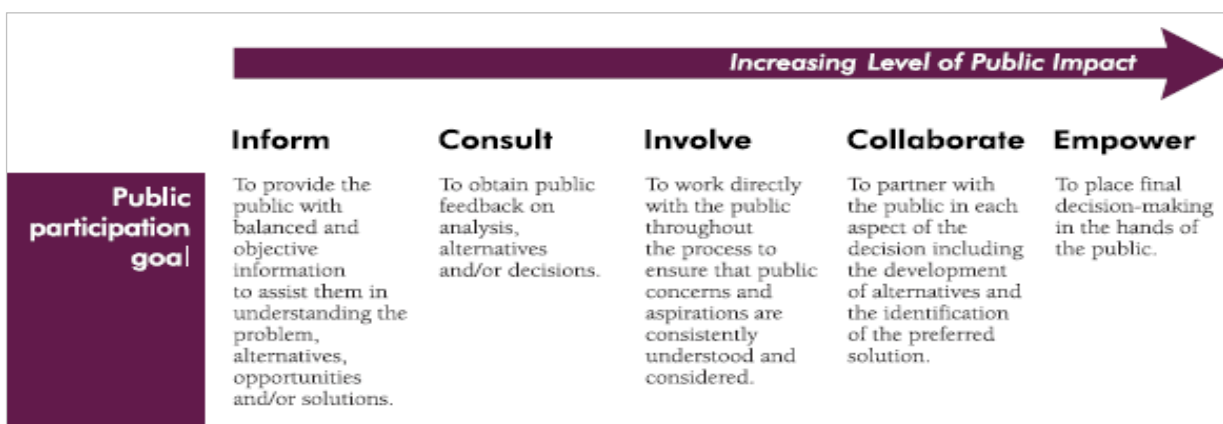 Increasing Level of Public Impact
Inform
Consult
Involve
Collaborate
Empower
Public
participation
goal
To provide the
public with
balanced and
objective
information
to assist them in
understanding the
problem,
alternatives,
opportunities
and/or solutions.
To obtain public
feedback on
analysis,
alternatives
and/or decisions.
To work directly
with the public
throughout
the process to
ensure that public
concerns and
aspirations are
consistently
understood and
considered.
To partner with
the public in each
aspect of the
decision including
the development
of alternatives and
the identification
of the preferred
solution.
To place final
decision-making
in the hands of
the public.